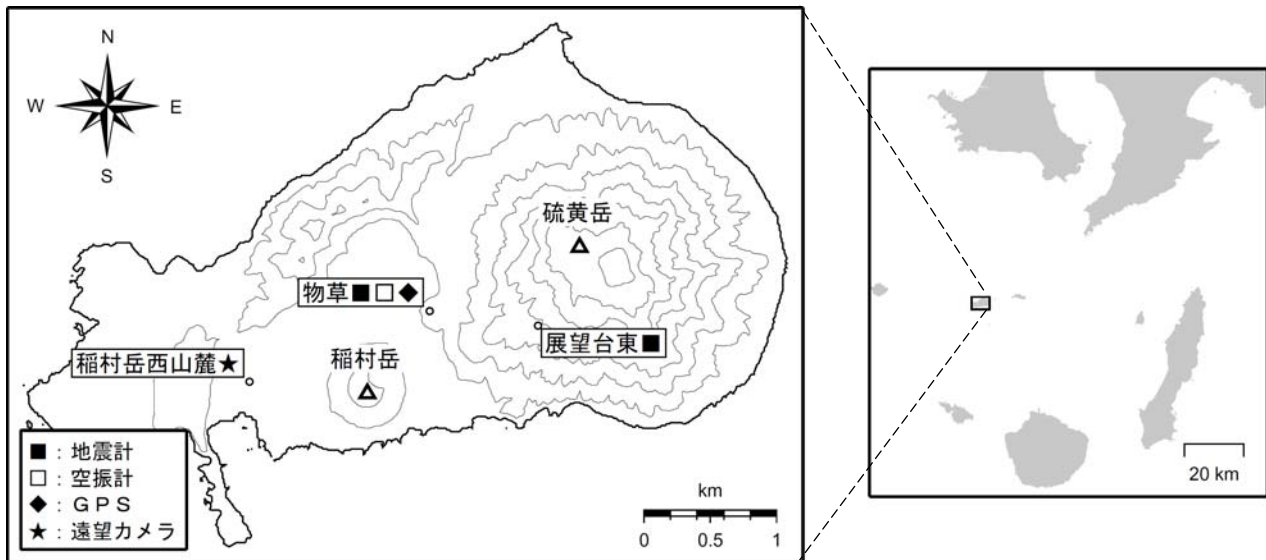 N
W E
S
硫黄岳
物草■□◆
展望台東■
稲村岳西山麓★
稲村岳
■：地震計
□：空振計
◆：ＧＰＳ
★：遠望カメラ
km
0 0.5 1
20 km